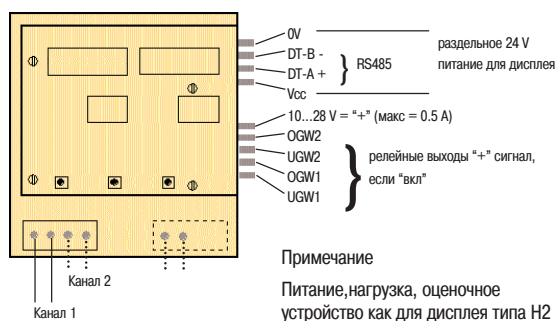 0V
DT-B -
DT-A +
Vcc
RS485
раздельное 24 V
питание для дисплея
10...28 V = "+" (макс = 0.5 A)
OGW2
UGW2
OGW1
UGW1
релейные выходы "+" сигнал,
если "вкл"
Канал 2
Канал 1
Примечание
Питание,нагрузка, оценочное
устройство как для дисплея типа H2